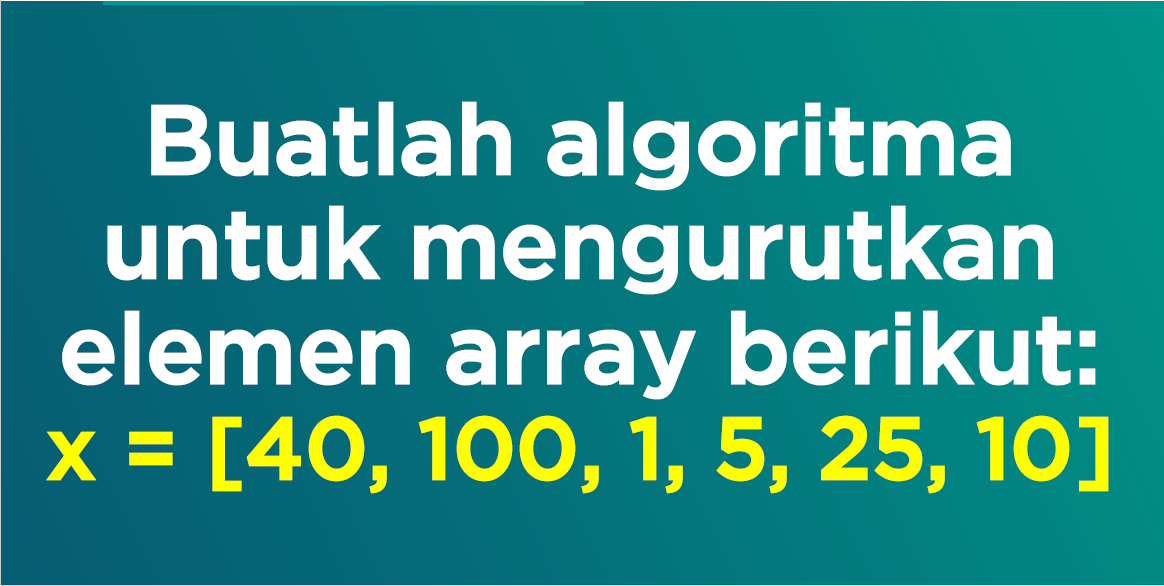 Buatlah algoritma
untuk mengurutkan
elemen array berikut:
x = [40, 100, 1, 5, 25, 10]